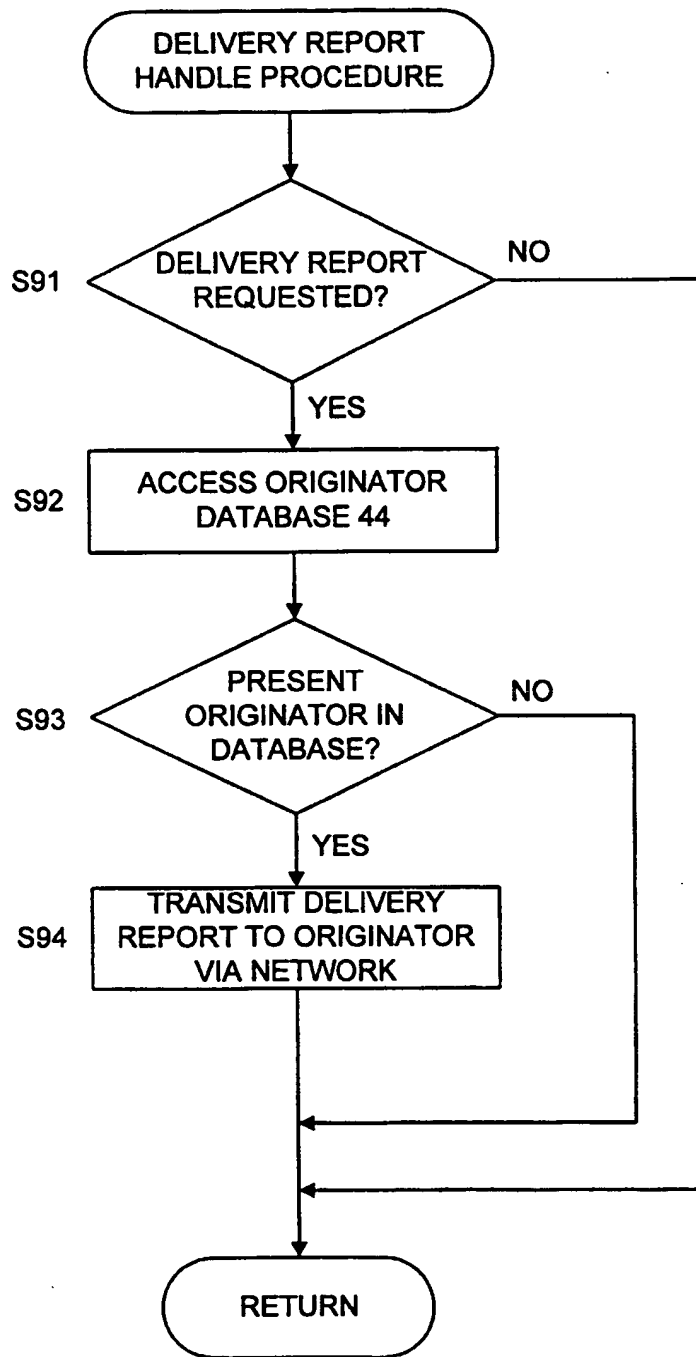 DELIVERY REPORT
HANDLE PROCEDURE
S91
DELIVERY REPORT
REQUESTED?
NO
YES
S92
ACCESS ORIGINATOR
DATABASE 44
S93
PRESENT
ORIGINATOR IN
DATABASE?
NO
YES
S94
TRANSMIT DELIVERY
REPORT TO ORIGINATOR
VIA NETWORK
RETURN